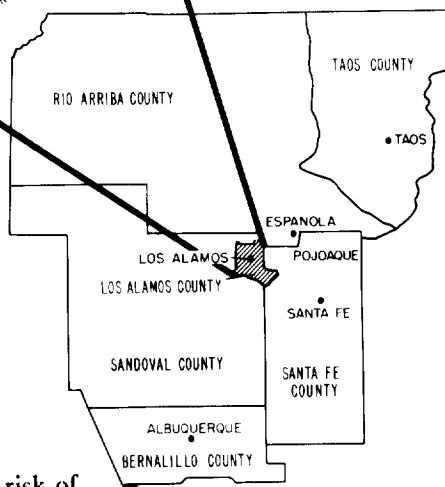 TAOS COUNTY
RIO ARRIBA COUNTY
TAOS
ESPANOLA
LOS ALAMOS
POJOAQUE
LOS ALAMOS COUNTY
SANTA FE
SANDOVAL COUNTY
SANTA FE
COUNTY
ALBUQUERQUE
BERNALILLO COUNTY
risk of